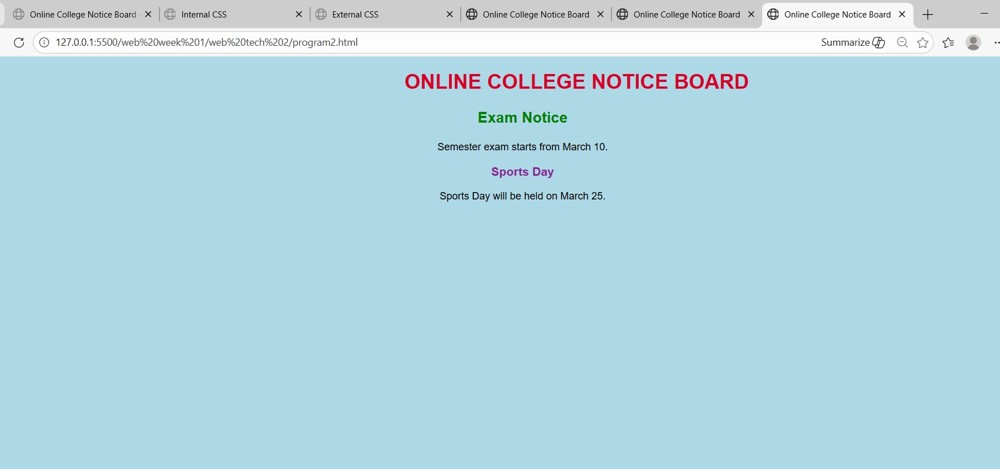 Online College Notice Board
Internal CSS
External CSS
Online College Notice Board
Online College Notice Board
Online College Notice Board
127.0.0.1:5500/web%20week%201/web%20tech%202/program2.html
Summarize
ONLINE COLLEGE NOTICE BOARD
Exam Notice
Semester exam starts from March 10.
Sports Day
Sports Day will be held on March 25.